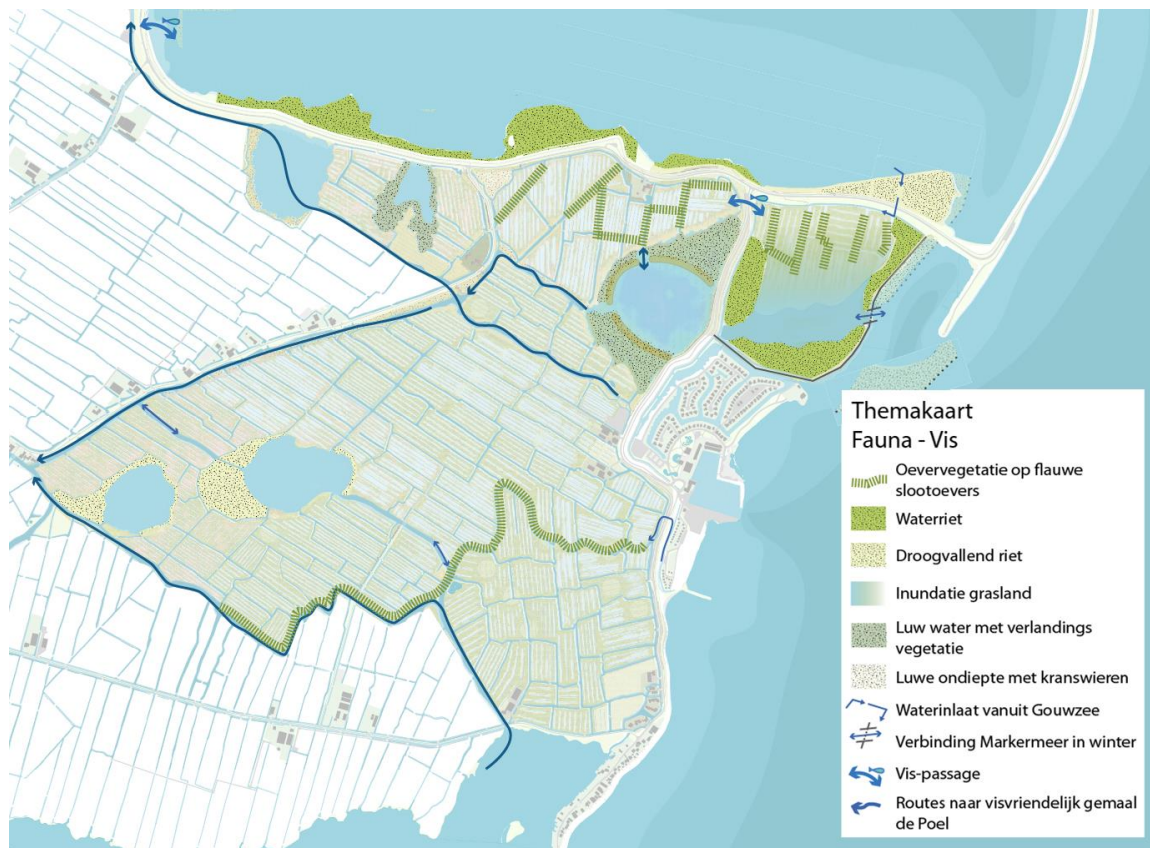 Themakaart
Fauna - Vis
Oevervegetatie op flauwe
slootoevers
Waterriet
Droogvallend riet
Inundatie grasland
Luw water met verlandings
vegetatie
Luwe ondiepte met kranswieren
Waterinlaat vanuit Gouwzee
Verbinding Markermeer in winter
Vis-passage
Routes naar visvriendelijk gemaal
de Poel